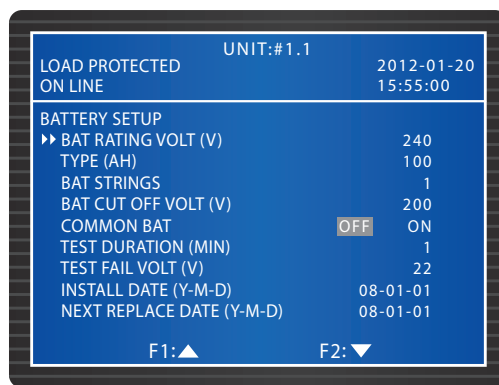 UNIT:#1.1
LOAD PROTECTED 2012-01-20
ON LINE 15:55:00
BATTERY SETUP
BAT RATING VOLT (V) 240
TYPE (AH) 100
BAT STRINGS 1
BAT CUT OFF VOLT (V) 200
COMMON BAT OFF ON
TEST DURATION (MIN) 1
TEST FAIL VOLT (V) 22
INSTALL DATE (Y-M-D) 08-01-01
NEXT REPLACE DATE (Y-M-D) 08-01-01
F1: F2: